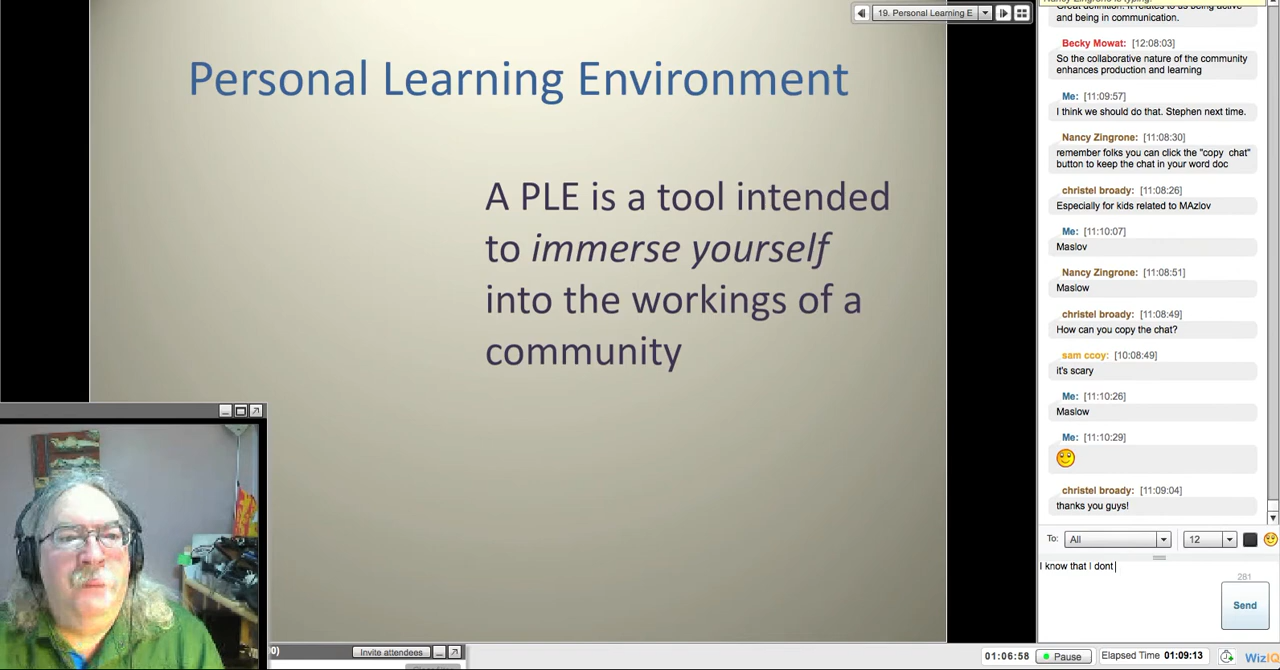 19. Personal Learning E
Personal Learning Environment
A PLE is a tool intended
to immerse yourself
into the workings of a
community
and being in communication.
Becky Mowat: [12:08:03]
So the collaborative nature of the community
enhances production and learning
Me: [11:09:57]
I think we should do that. Stephen next time.
Nancy Zingrone: [11:08:30]
remember folks you can click the "copy chat"
button to keep the chat in your word doc
christel broady: [11:08:26]
Especially for kids related to MAzlov
Me: [11:10:07]
Maslov
Nancy Zingrone: [11:08:51]
Maslow
christel broady: [11:08:49]
How can you copy the chat?
sam ccoy: [10:08:49]
it's scary
Me: [11:10:26]
Maslow
Me: [11:10:29]
christel broady: [11:09:04]
thanks you guys!
To: All 12
I know that I dont
281
Send
0)
Invite attendees
01:06:58 Pause Elapsed Time 01:09:13 WizIQ